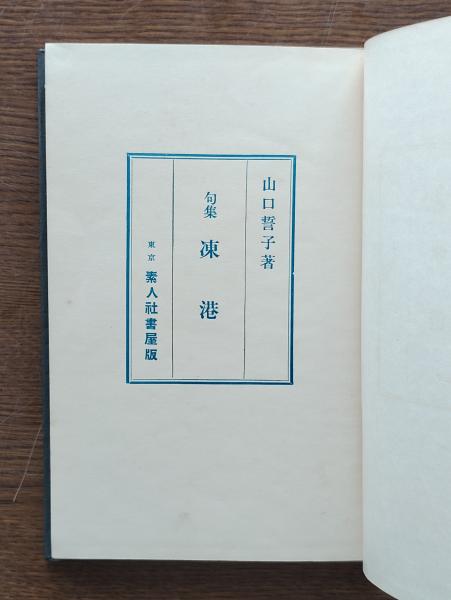 山口誓子著
句集 凍港
東京 素人社書屋版